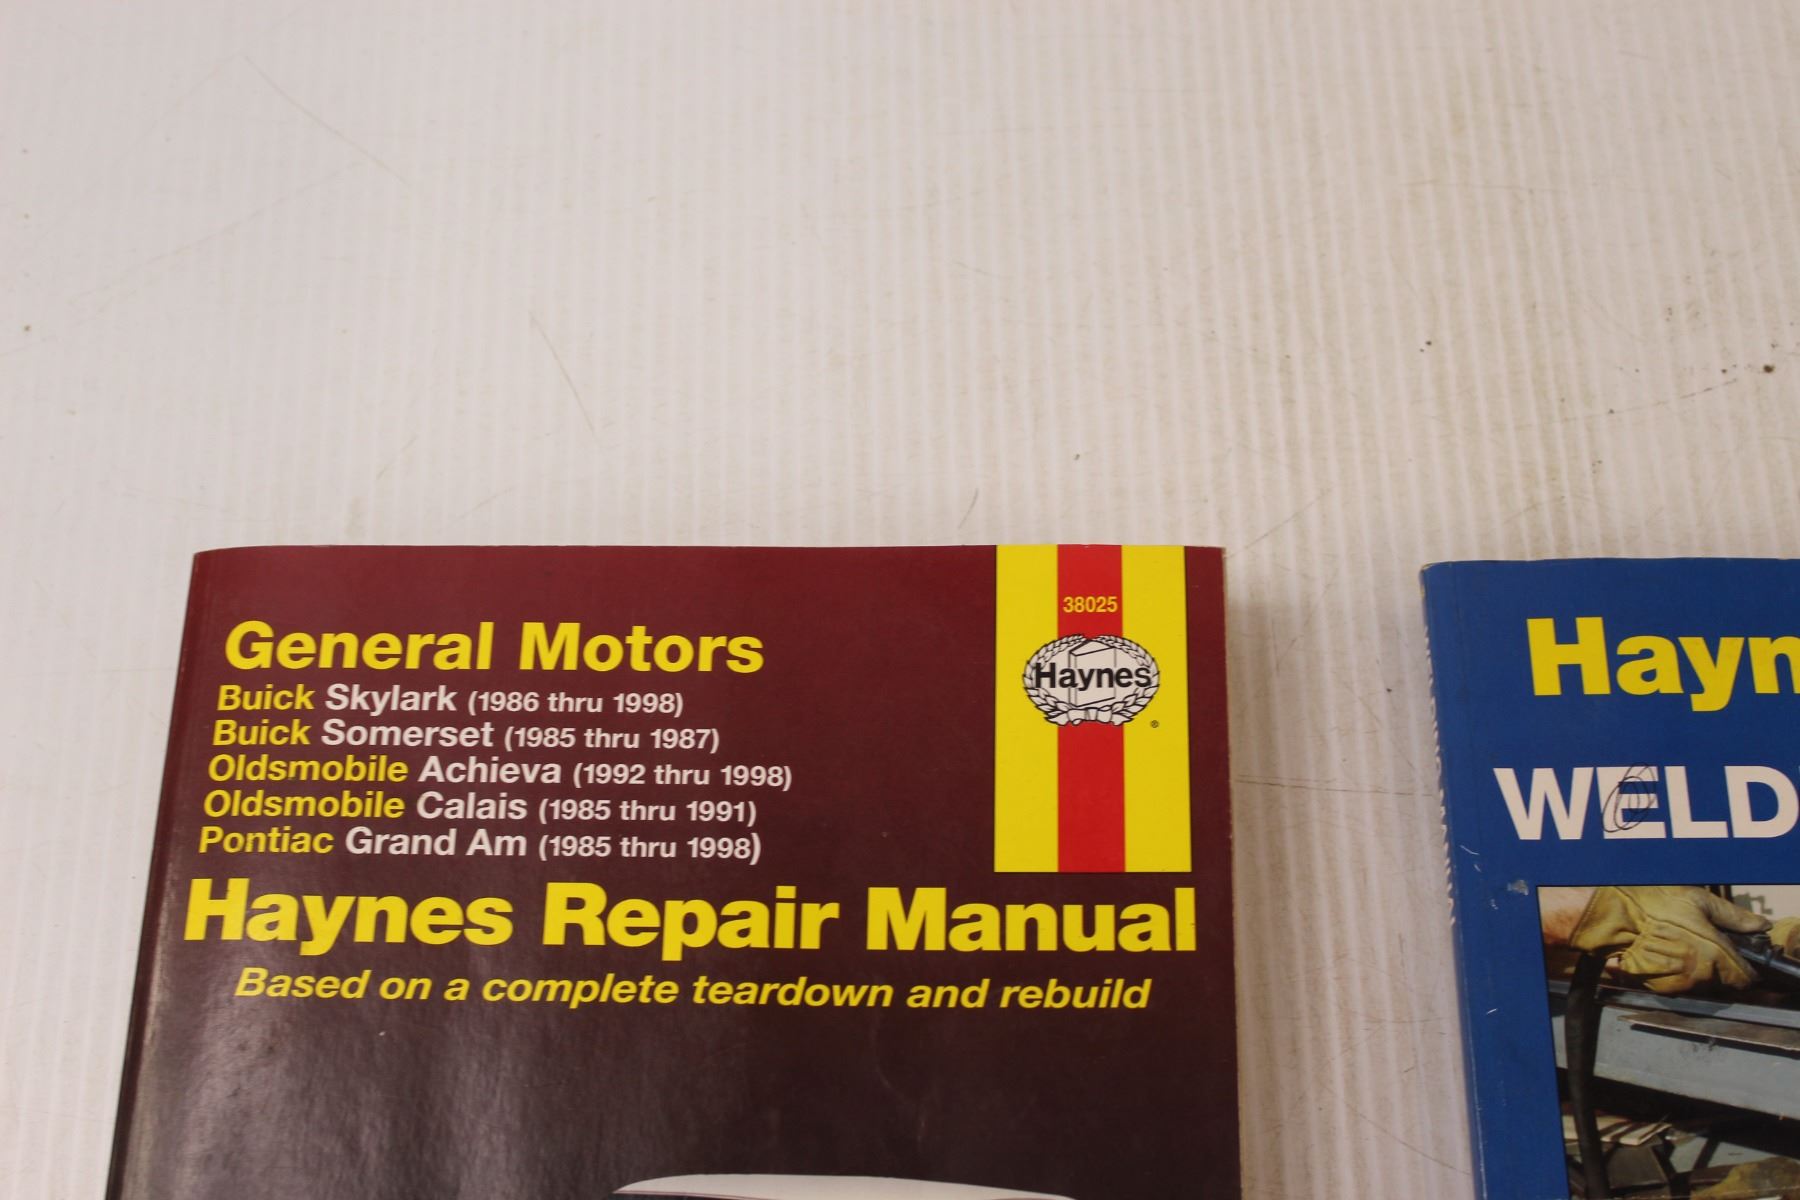 General Motors
Buick Skylark (1986 thru 1998)
Buick Somerset (1985 thru 1987)
Oldsmobile Achieva (1992 thru 1998)
Oldsmobile Calais (1985 thru 1991)
Pontiac Grand Am (1985 thru 1998)
Haynes Repair Manual
Based on a complete teardown and rebuild
38025
Haynes
®
Hayn
WELD